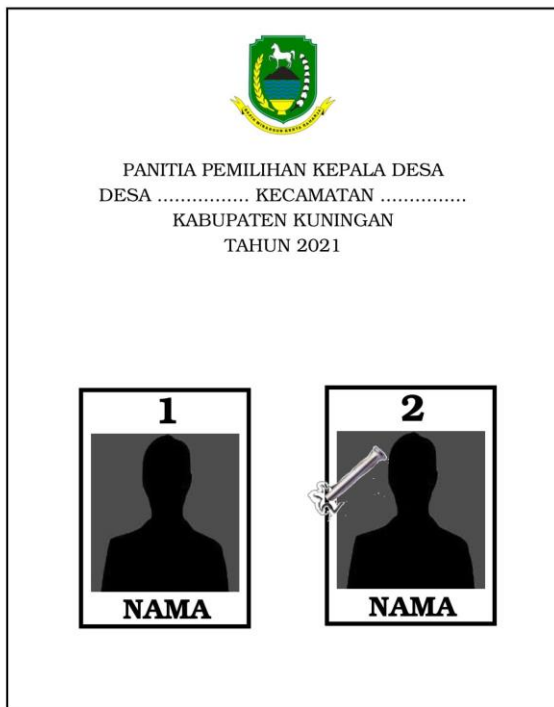 PANITIA PEMILIHAN KEPALA DESA
DESA ................ KECAMATAN ...............
KABUPATEN KUNINGAN
TAHUN 2021
1
2
NAMA
NAMA